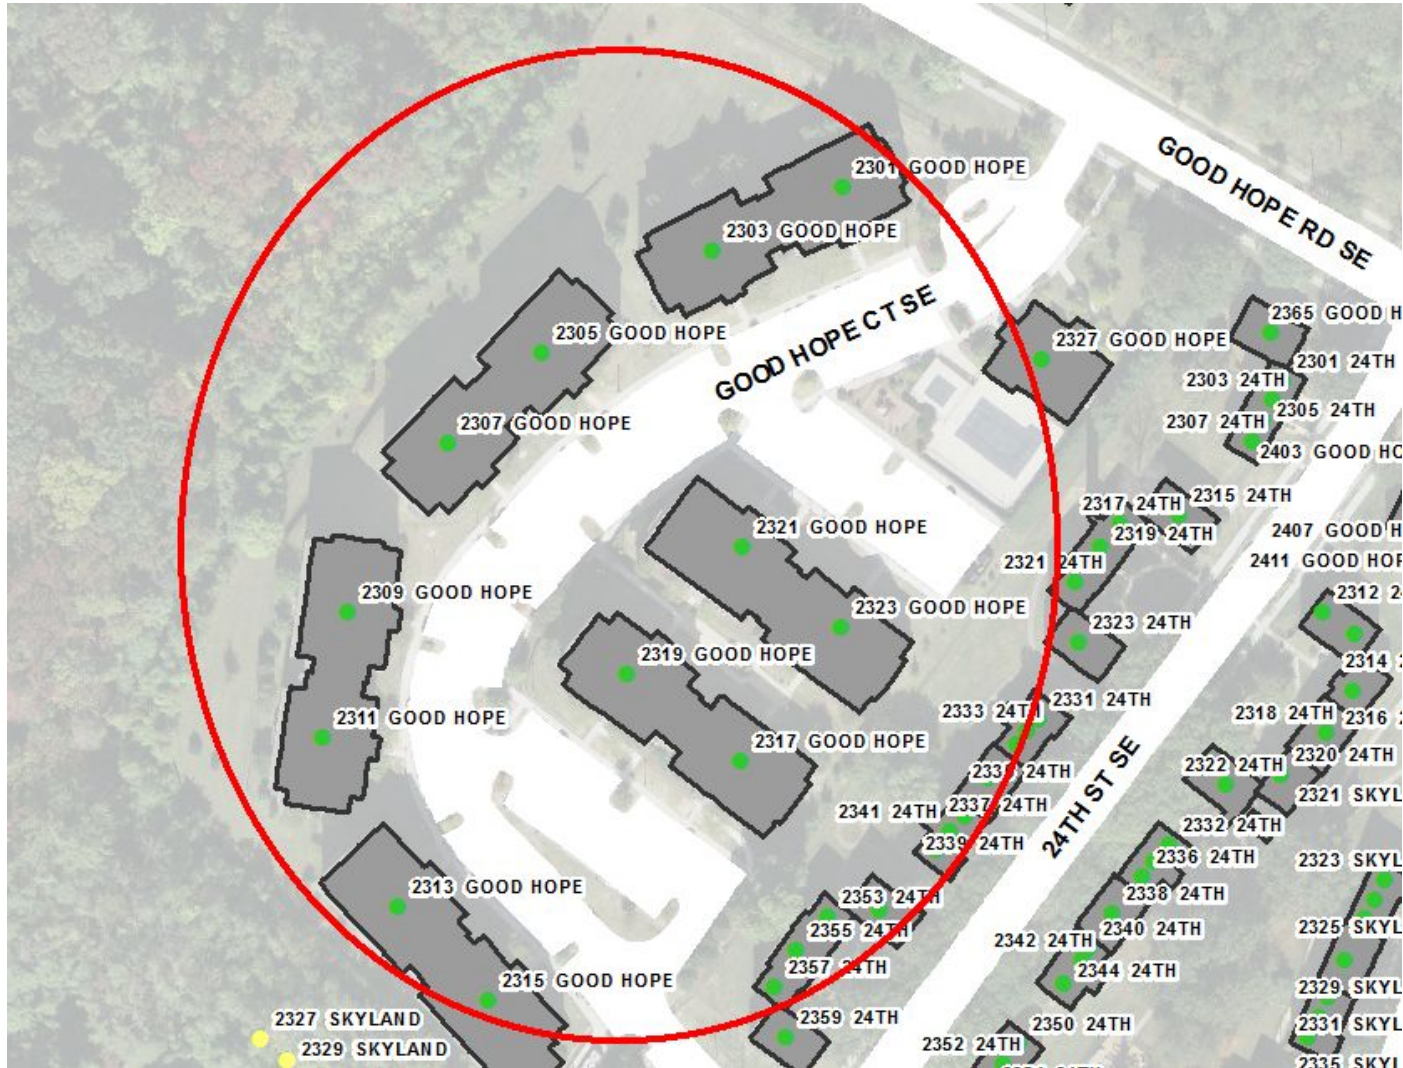 2301 GOOD HOPE
GOOD HOPE RD SE
2303 GOOD HOPE
2305 GOOD HOPE
GOOD HOPE CT SE
2327 GOOD HOPE
2365 GOOD H
2301 24TH
2303 24TH
2305 24TH
2307 24TH
2403 GOOD HO
2307 GOOD HOPE
2315 24TH
2317 24TH
2319 24TH
2321 24TH
2407 GOOD H
2411 GOOD HOP
2321 GOOD HOPE
2309 GOOD HOPE
2323 GOOD HOPE
2312 24
2323 24TH
2319 GOOD HOPE
2314 2
2331 24TH
2333 24TH
2318 24TH
2316 2
2311 GOOD HOPE
2317 GOOD HOPE
24TH ST SE
2320 24TH
2322 24TH
24TH
2321 SKYL
2337 24TH
2341 24TH
2332 24TH
2339 24TH
2336 24TH
2323 SKYL
2313 GOOD HOPE
2338 24TH
2353 24TH
2340 24TH
2355 24TH
2325 SKYL
2342 24TH
2357 24TH
2344 24TH
2315 GOOD HOPE
2329 SKYL
2327 SKYLAND
2359 24TH
2350 24TH
2331 SKYL
2329 SKYLAND
2352 24TH
2335 SKYL